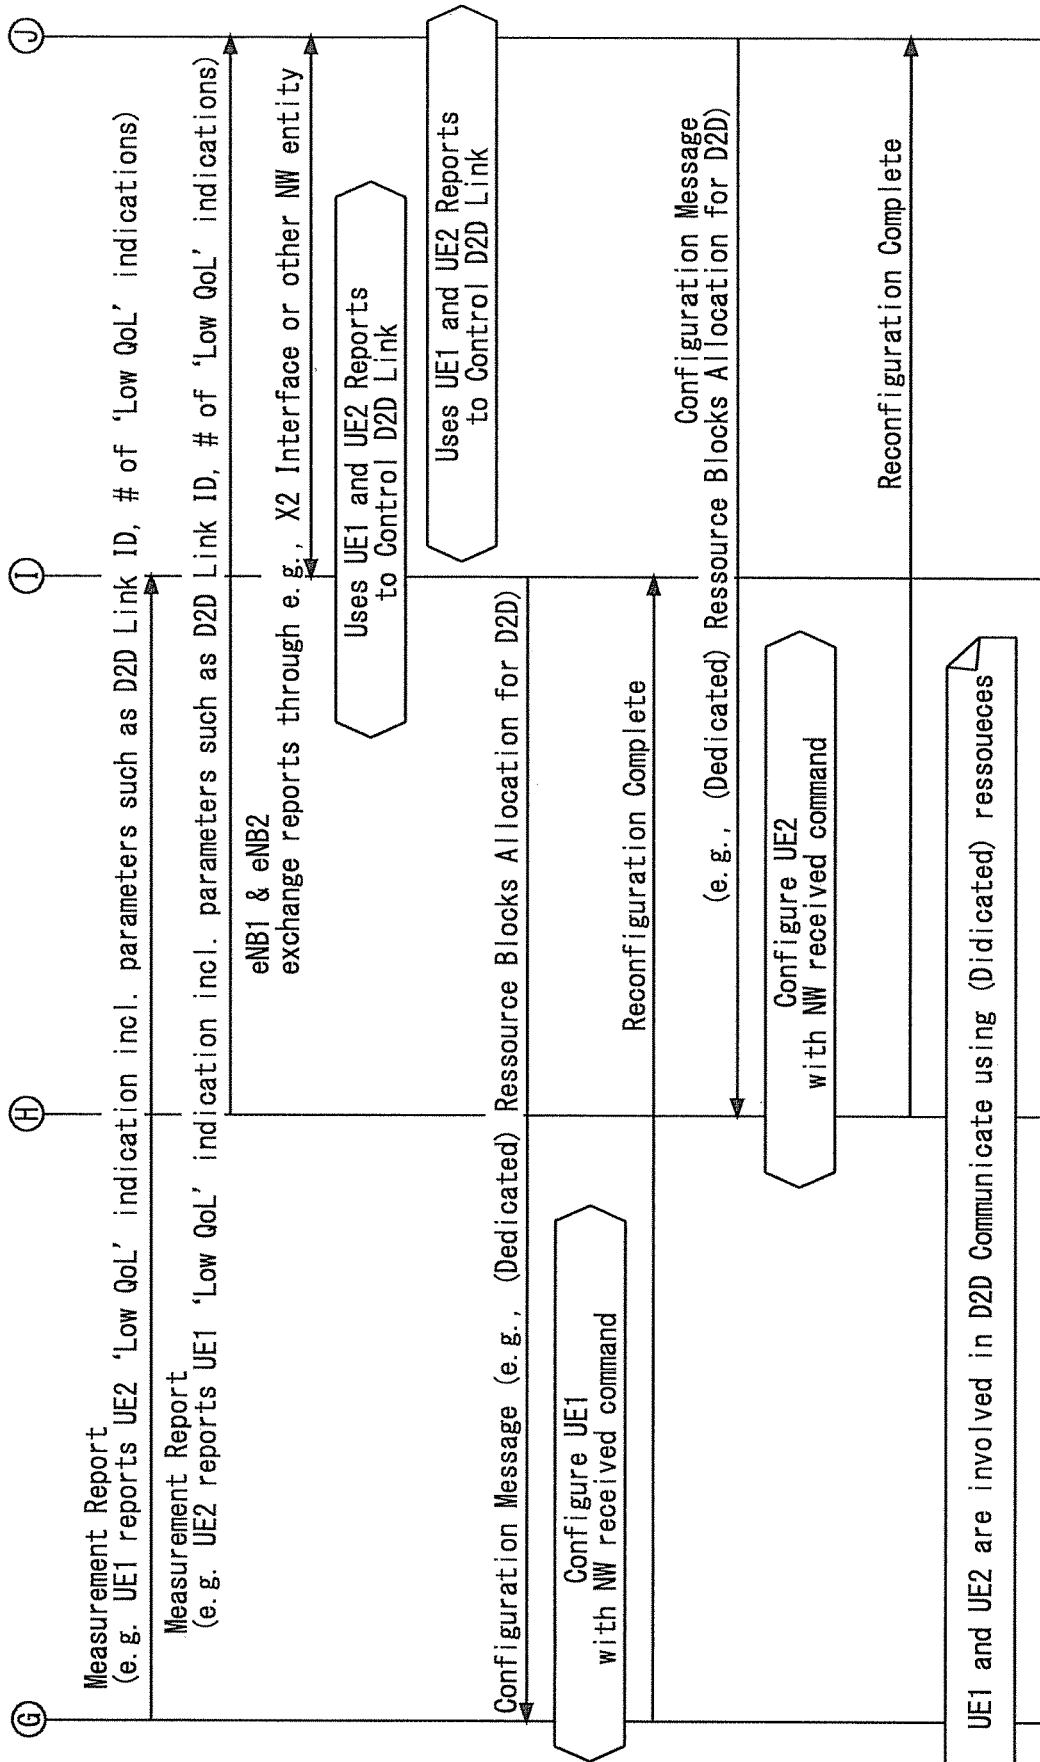 G
H
I
J
Measurement Report
(e.g. UE1 reports UE2 ‘Low QoL’ indication incl. parameters such as D2D Link ID, # of ‘Low QoL’ indications)
Measurement Report
(e.g. UE2 reports UE1 ‘Low QoL’ indication incl. parameters such as D2D Link ID, # of ‘Low QoL’ indications)
eNB1 & eNB2
exchange reports through e.g., X2 Interface or other NW entity
Uses UE1 and UE2 Reports
to Control D2D Link
Uses UE1 and UE2 Reports
to Control D2D Link
Configuration Message (e.g., (Dedicated) Ressource Blocks Allocation for D2D)
Configure UE1
with NW received command
Reconfiguration Complete
Configuration Message
(e.g., (Dedicated) Ressource Blocks Allocation for D2D)
Configure UE2
with NW received command
Reconfiguration Complete
UE1 and UE2 are involved in D2D Communicate using (Didicated) ressoueces